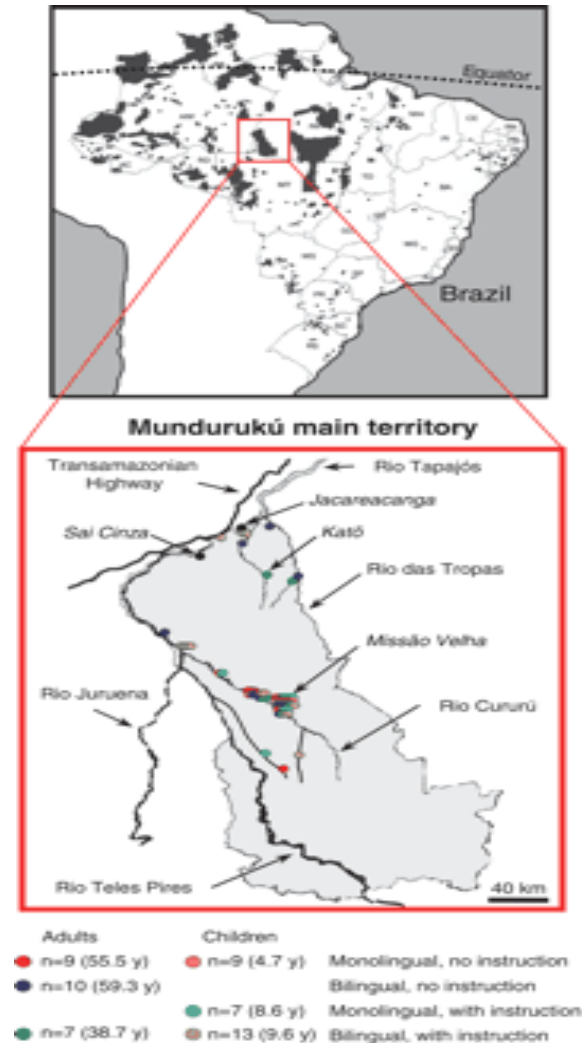 Equator
Brazil
Mundurukú main territory
Transamazonian
Highway
Rio Tapajós
Jacareacanga
Sai Cinza
Katõ
Rio das Tropas
Missão Velha
Rio Juruena
Rio Cururú
Rio Teles Pires
40 km
Adults Children
n=9 (55.5 y) n=9 (4.7 y) Monolingual, no instruction
n=10 (59.3 y) Bilingual, no instruction
n=7 (8.6 y) Monolingual, with instruction
n=7 (38.7 y) n=13 (9.6 y) Bilingual, with instruction